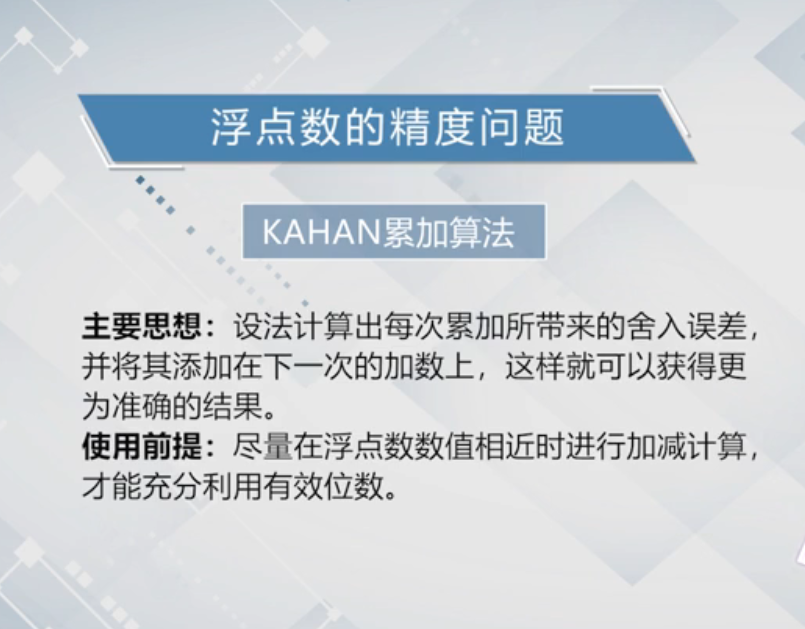 浮点数的精度问题
KAHAN累加算法
主要思想：设法计算出每次累加所带来的舍入误差，
并将其添加在下一次的加数上，这样就可以获得更
为准确的结果。
使用前提：尽量在浮点数数值相近时进行加减计算，
才能充分利用有效位数。